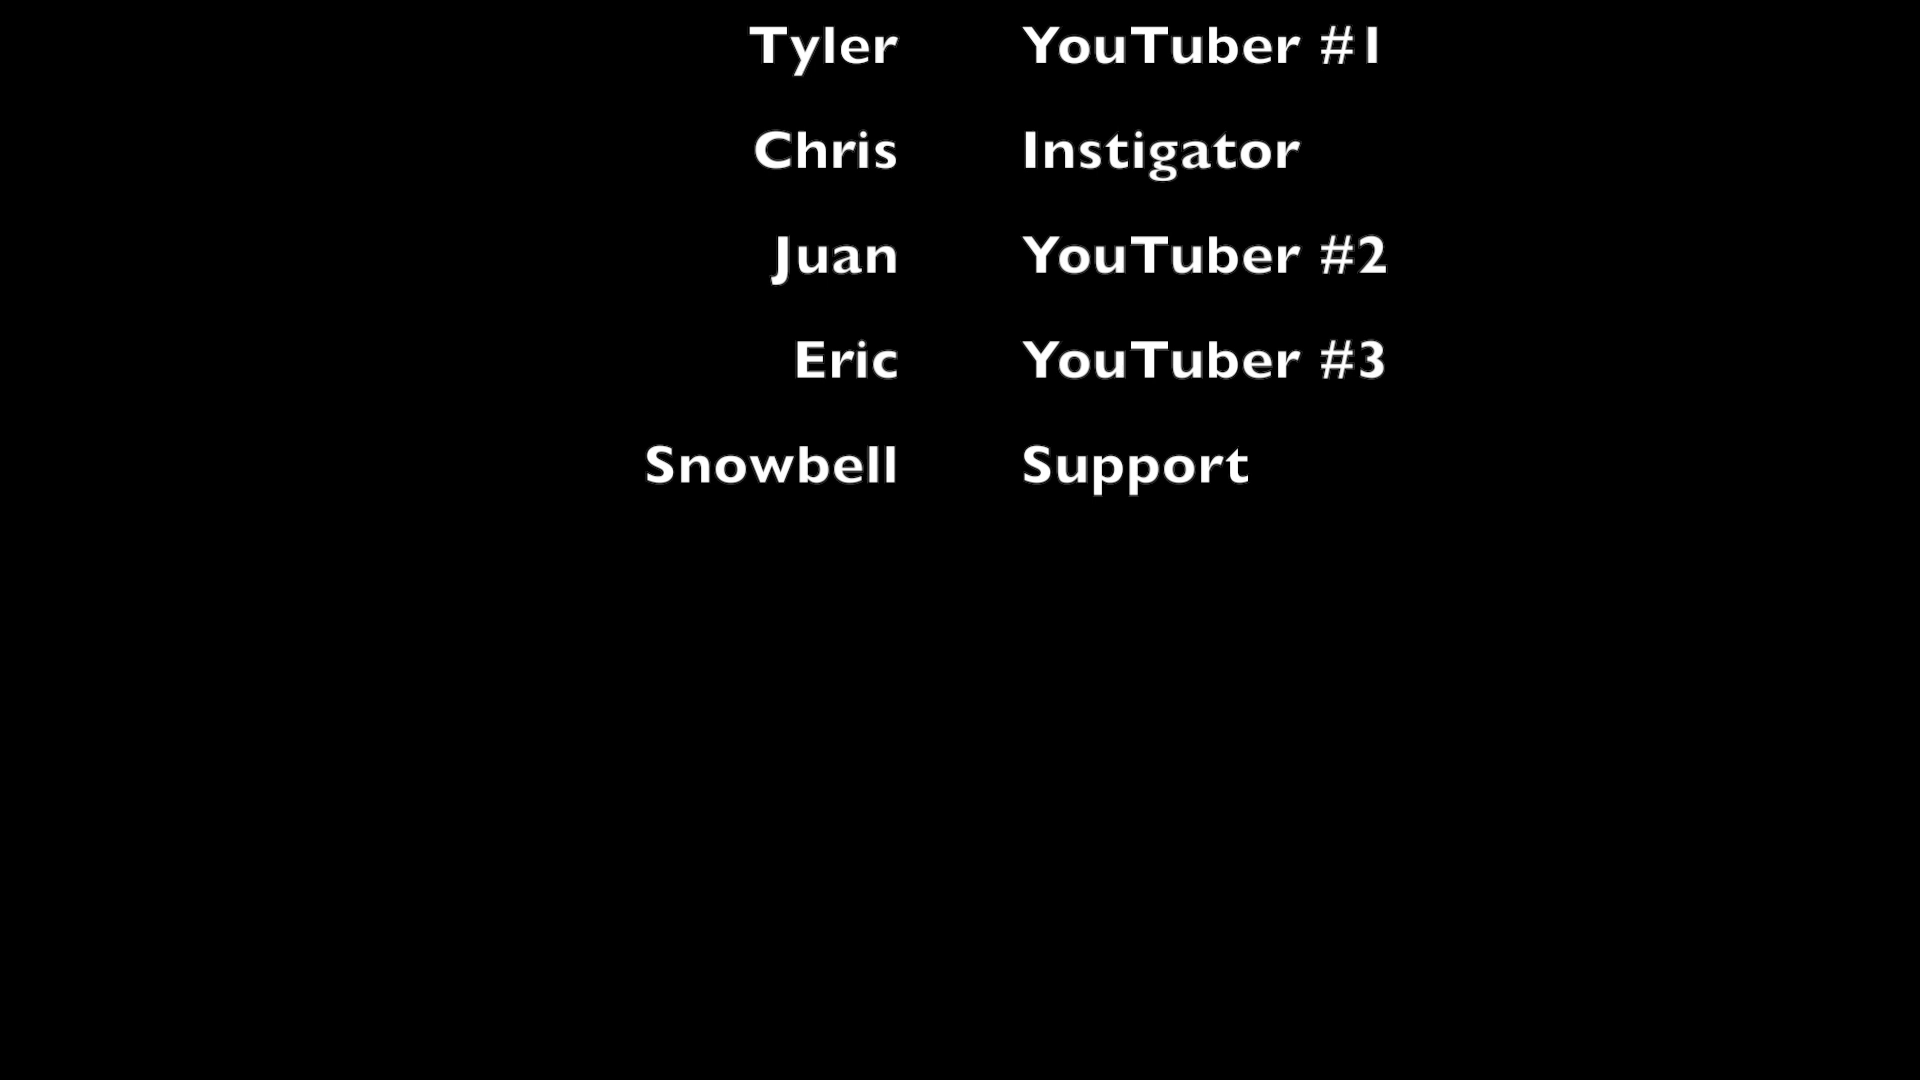 Tyler YouTuber #1
Chris Instigator
Juan YouTuber #2
Eric YouTuber #3
Snowbell Support